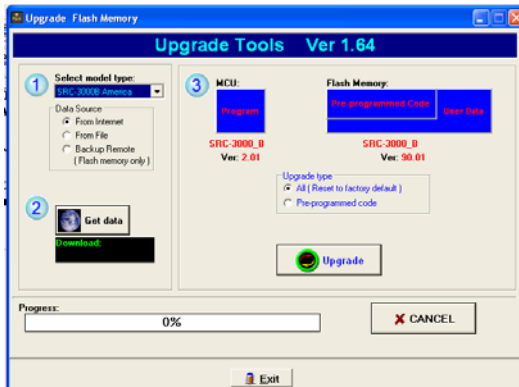 Upgrade Flash Memory
Upgrade Tools Ver 1.64
1
Select model type:
SRC-3000B America
Data Source
From Internet
From File
Backup Remote
( Flash memory only )
2
Get data
Download:
3
MCU:
Program
SRC-3000_B
Ver: 2.01
Flash Memory:
Pre-programmed Code
User Data
SRC-3000_B
Ver: 90.01
Upgrade type
All ( Reset to factory default )
Pre-programmed code
Upgrade
Progress:
0%
CANCEL
Exit